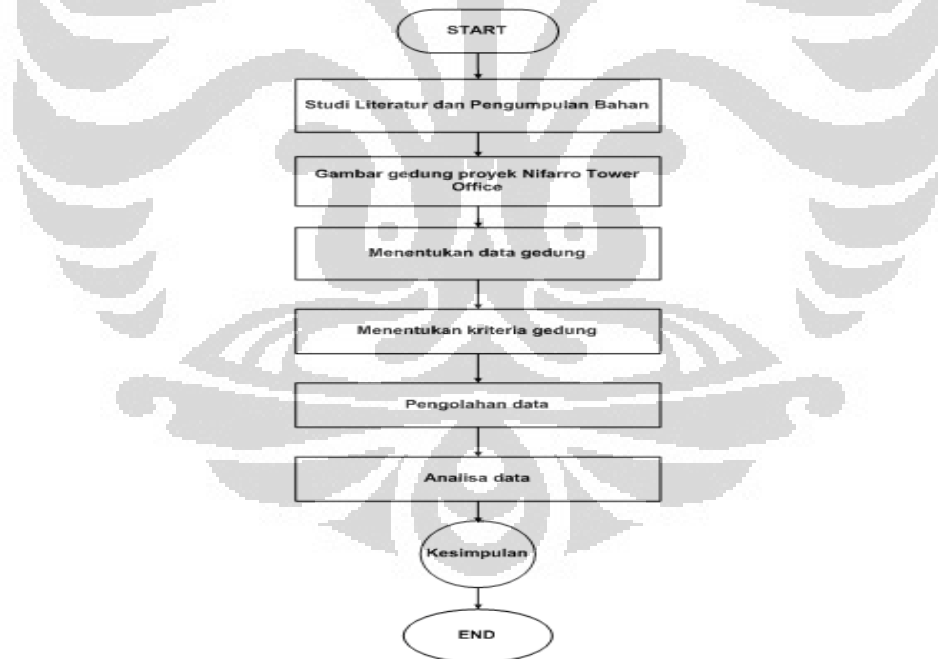 START
Studi Literatur dan Pengumpulan Bahan
Gambar gedung proyek Nifarro Tower
Office
Menentukan data gedung
Menentukan kriteria gedung
Pengolahan data
Analisa data
Kesimpulan
END